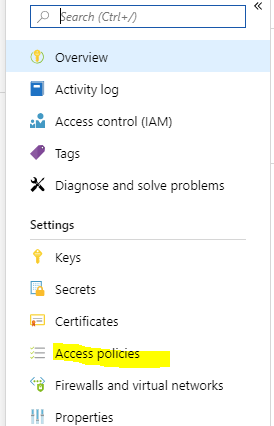 Search (Ctrl+/)
Overview
Activity log
Access control (IAM)
Tags
Diagnose and solve problems
Settings
Keys
Secrets
Certificates
Access policies
Firewalls and virtual networks
Properties